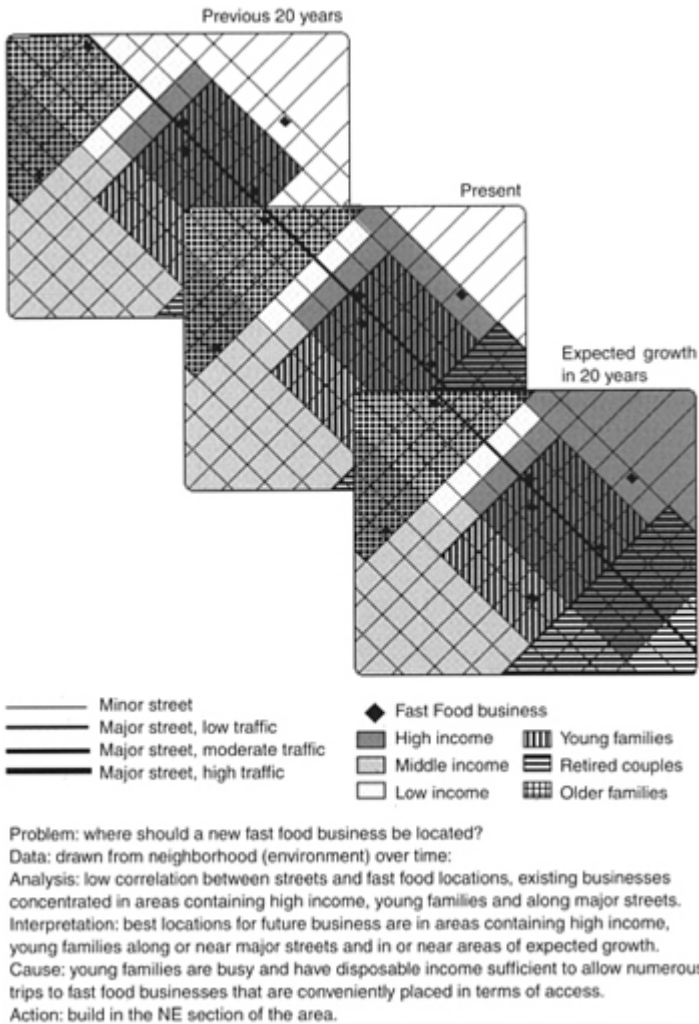 Previous 20 years
Present
Expected growth
in 20 years
Minor street
Major street, low traffic
Major street, moderate traffic
Major street, high traffic
Fast Food business
High income
Middle income
Low income
Young families
Retired couples
Older families
Problem: where should a new fast food business be located?
Data: drawn from neighborhood (environment) over time:
Analysis: low correlation between streets and fast food locations, existing businesses
concentrated in areas containing high income, young families and along major streets.
Interpretation: best locations for future business are in areas containing high income,
young families along or near major streets and in or near areas of expected growth.
Cause: young families are busy and have disposable income sufficient to allow numerous
trips to fast food businesses that are conveniently placed in terms of access.
Action: build in the NE section of the area.